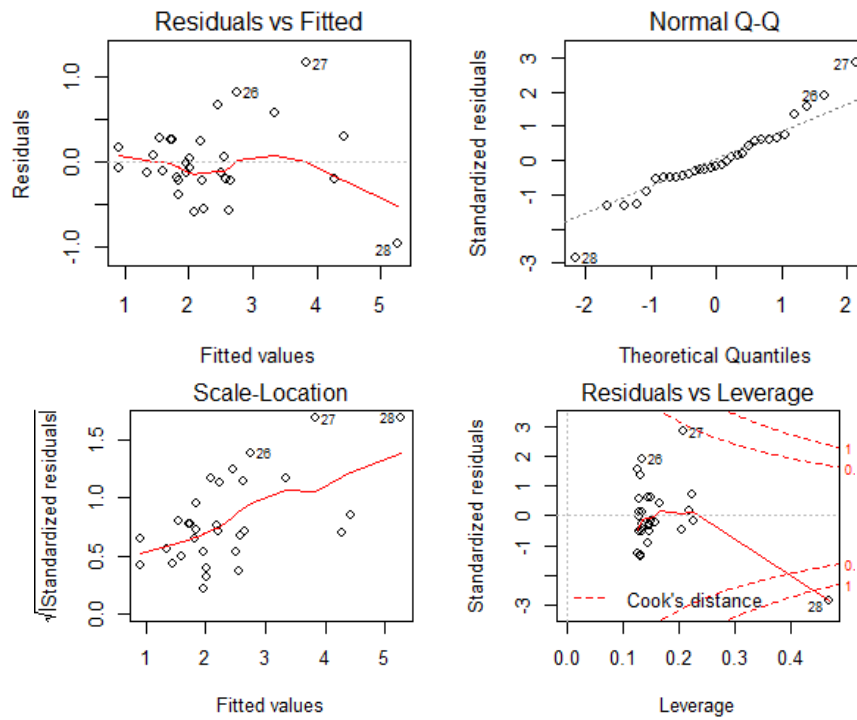 Residuals vs Fitted
Residuals
1.0
0.0
-1.0
27
26
28
1 2 3 4 5
Fitted values
Normal Q-Q
Standardized residuals
3
2
1
0
-1
-3
27
26
28
-2 -1 0 1 2
Theoretical Quantiles
Scale-Location
√|Standardized residuals|
1.5
1.0
0.5
0.0
27
28
26
1 2 3 4 5
Fitted values
Residuals vs Leverage
Standardized residuals
3
2
1
0
-1
-3
27
26
1
0.
0.
1
Cook's distance
28
0.0 0.1 0.2 0.3 0.4
Leverage